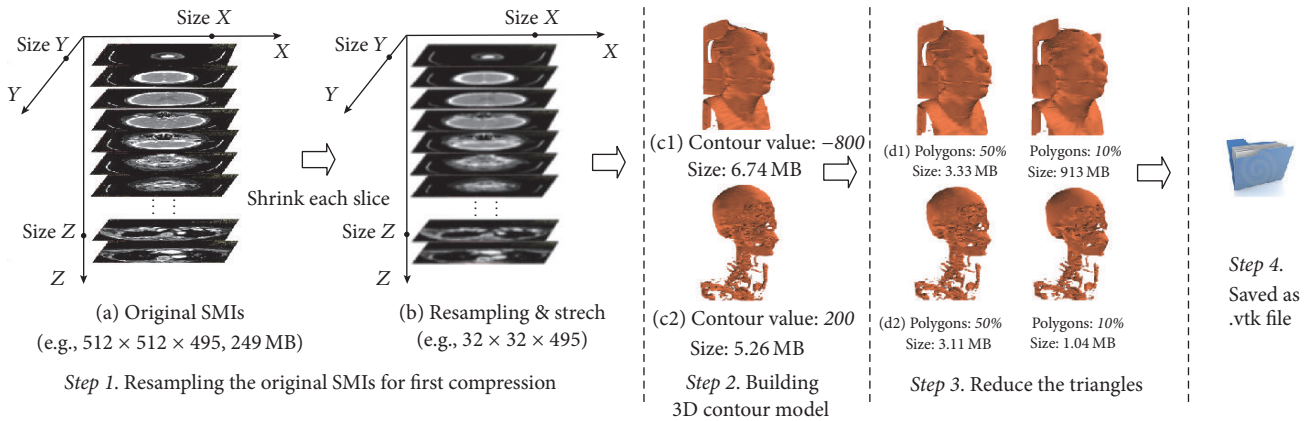 Size X
X
Size Y
Y
Size Z
Z
(a) Original SMIs
(e.g., 512 × 512 × 495, 249 MB)
Shrink each slice
Size X
X
Size Y
Y
Size Z
Z
(b) Resampling & strech
(e.g., 32 × 32 × 495)
Step 1. Resampling the original SMIs for first compression
(c1) Contour value: −800
Size: 6.74 MB
(c2) Contour value: 200
Size: 5.26 MB
Step 2. Building
3D contour model
(d1) Polygons: 50%
Size: 3.33 MB
Polygons: 10%
Size: 913 MB
(d2) Polygons: 50%
Size: 3.11 MB
Polygons: 10%
Size: 1.04 MB
Step 3. Reduce the triangles
Step 4.
Saved as
.vtk file